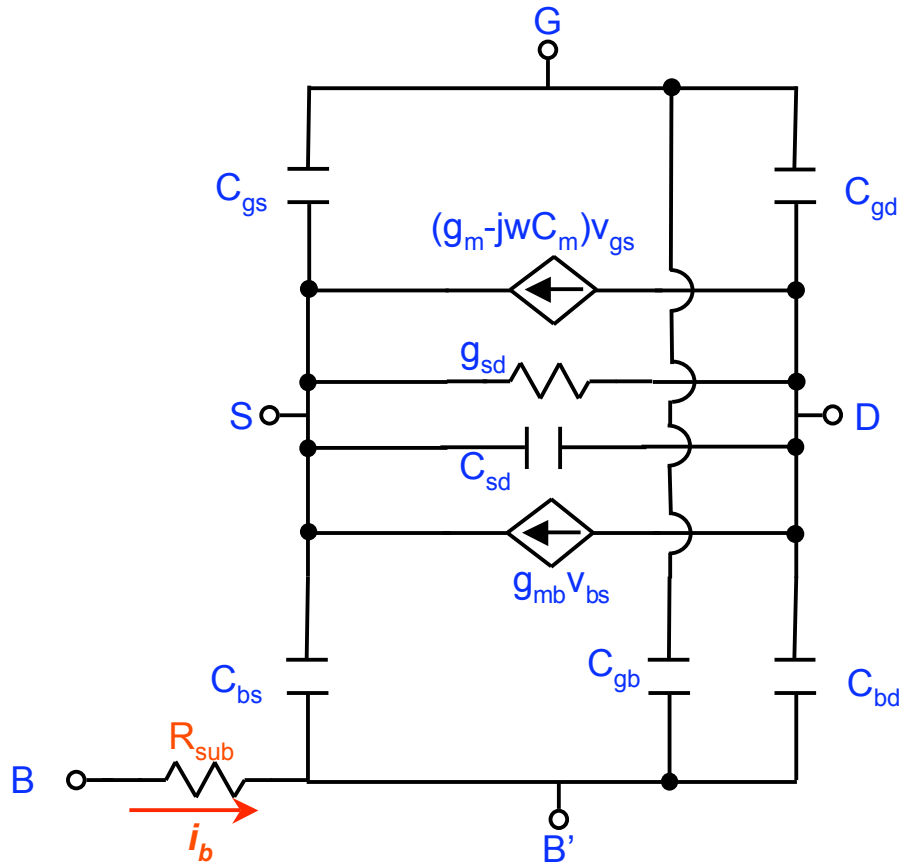 G
C_gs
C_gd
(g_m-jwC_m)v_gs
g_sd
S
D
C_sd
g_mb v_bs
C_bs
C_gb
C_bd
R_sub
B
i_b
B’